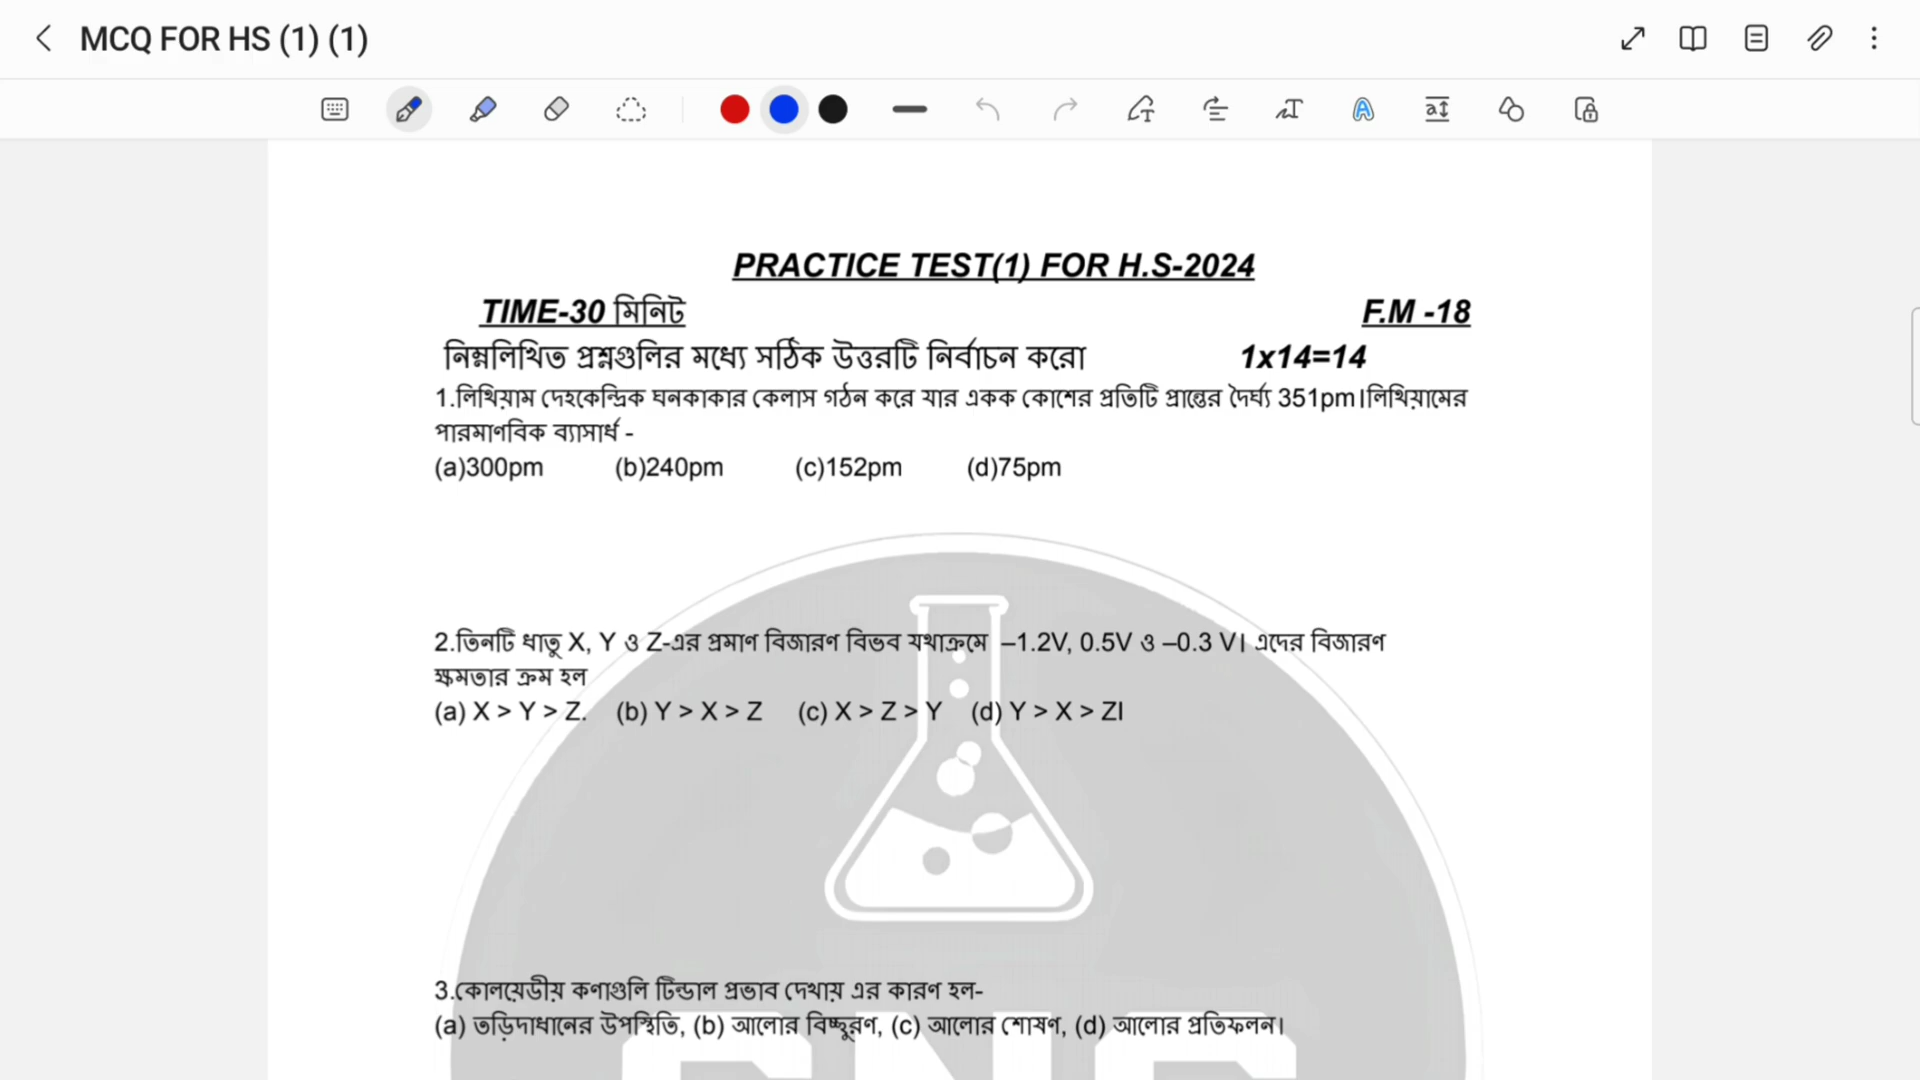 MCQ FOR HS (1) (1)
PRACTICE TEST(1) FOR H.S-2024
TIME-30 মিনিট F.M -18
নিম্নলিখিত প্রশ্নগুলির মধ্যে সঠিক উত্তরটি নির্বাচন করো 1x14=14
1.লিথিয়াম দেহকেন্দ্রিক ঘনকাকার কেলাস গঠন করে যার একক কোশের প্রতিটি প্রান্তের দৈর্ঘ্য 351pm।লিথিয়ামের
পারমাণবিক ব্যাসার্ধ -
(a)300pm (b)240pm (c)152pm (d)75pm
2.তিনটি ধাতু X, Y ও Z-এর প্রমাণ বিজারণ বিভব যথাক্রমে –1.2V, 0.5V ও –0.3 V। এদের বিজারণ
ক্ষমতার ক্রম হল
(a) X > Y > Z. (b) Y > X > Z (c) X > Z > Y (d) Y > X > Z।
3.কোলয়েডীয় কণাগুলি টিন্ডাল প্রভাব দেখায় এর কারণ হল-
(a) তড়িদাধানের উপস্থিতি, (b) আলোর বিচ্ছুরণ, (c) আলোর শোষণ, (d) আলোর প্রতিফলন।